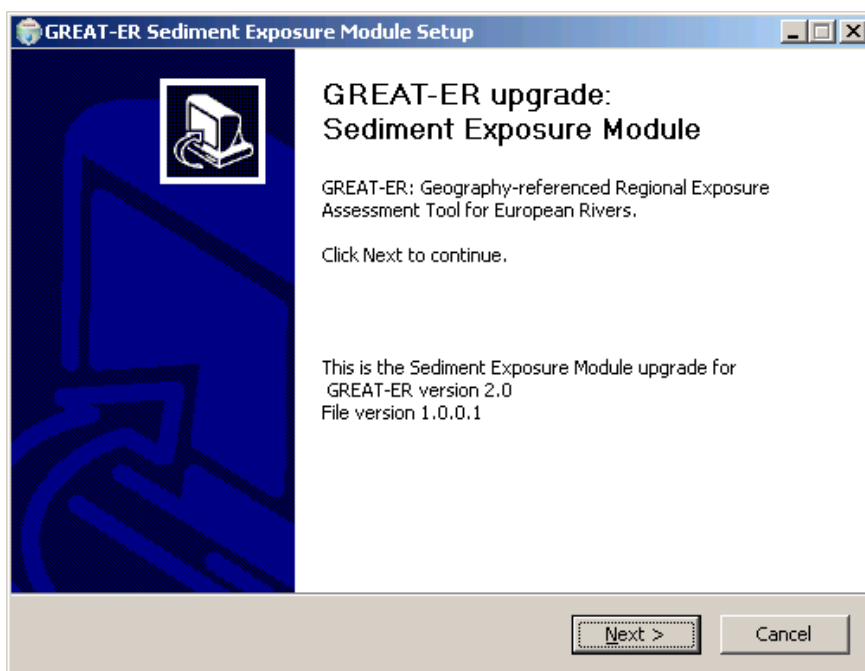 GREAT-ER Sediment Exposure Module Setup
GREAT-ER upgrade:
Sediment Exposure Module
GREAT-ER: Geography-referenced Regional Exposure
Assessment Tool for European Rivers.
Click Next to continue.
This is the Sediment Exposure Module upgrade for
GREAT-ER version 2.0
File version 1.0.0.1
Next >
Cancel